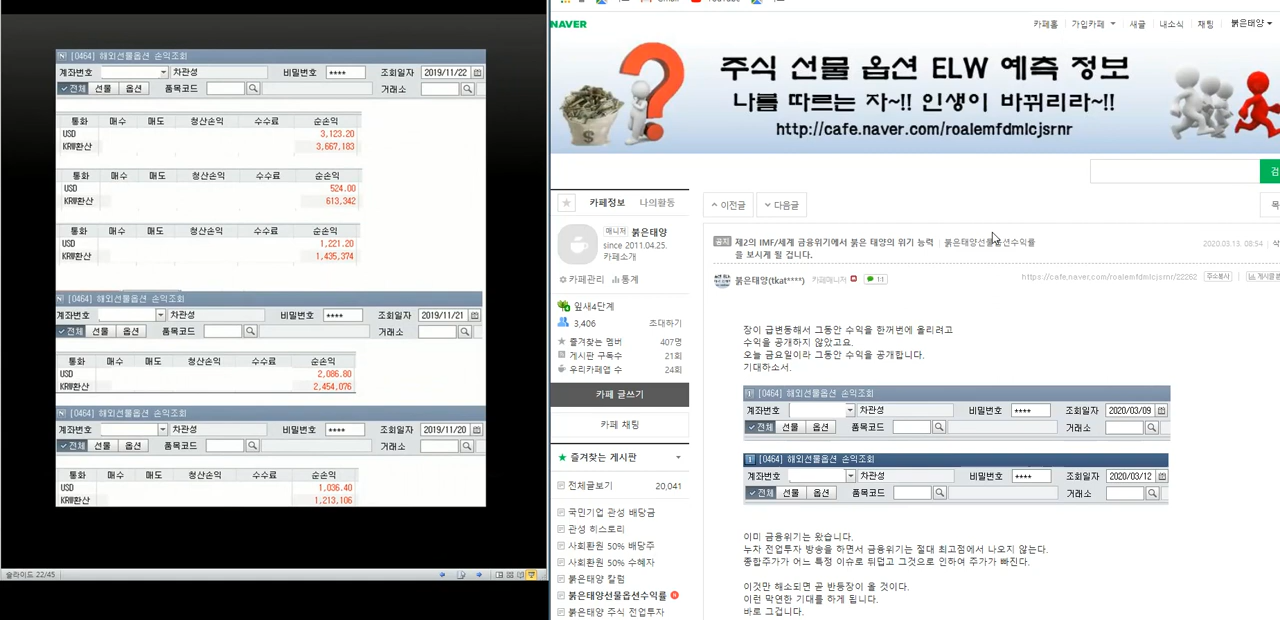 [0464] 해외선물옵션 손익조회
계좌번호 차관성 비밀번호 **** 조회일자 2019/11/22
전체 선물 옵션 품목코드 거래소
통화 매수 매도 청산손익 수수료 순손익
USD 3,123.20
KRW환산 3,667,183
통화 매수 매도 청산손익 수수료 순손익
USD 524.00
KRW환산 613,342
통화 매수 매도 청산손익 수수료 순손익
USD 1,221.20
KRW환산 1,435,374
[0464] 해외선물옵션 손익조회
계좌번호 차관성 비밀번호 **** 조회일자 2019/11/21
전체 선물 옵션 품목코드 거래소
통화 매수 매도 청산손익 수수료 순손익
USD 2,086.80
KRW환산 2,454,076
[0464] 해외선물옵션 손익조회
계좌번호 차관성 비밀번호 **** 조회일자 2019/11/20
전체 선물 옵션 품목코드 거래소
통화 매수 매도 청산손익 수수료 순손익
USD 1,036.40
KRW환산 1,213,106
슬라이드 22/45
NAVER
카페홈 가입카페 새글 내소식 채팅 붉은태양
주식 선물 옵션 ELW 예측 정보
나를 따르는 자~!! 인생이 바뀌리라~!!
http://cafe.naver.com/roalemfdmlcjsrnr
검
카페정보 나의활동
매니저 붉은태양
since 2011.04.25.
카페소개
카페관리 통계
잎새4단계
3,406 초대하기
즐겨찾는 멤버 407명
게시판 구독수 21회
우리카페앱 수 24회
카페 글쓰기
카페 채팅
즐겨찾는 게시판
전체글보기 20,041
국민기업 관성 배당금
관성 히스토리
사회환원 50% 배당주
사회환원 50% 수혜자
붉은태양 칼럼
붉은태양선물옵션수익률
붉은태양 주식 전업투자
이전글 다음글 목
공지 제2의 IMF/세계 금융위기에서 붉은 태양의 위기 능력을 보시게 될 겁니다. 붉은태양선물옵션수익률 2020.03.13. 08:54
붉은태양(tkat****) 카페매니저 1:1 https://cafe.naver.com/roalemfdmlcjsrnr/22262 주소복사
장이 급변동해서 그동안 수익을 한꺼번에 올리려고
수익을 공개하지 않았고요.
오늘 금요일이라 그동안 수익을 공개합니다.
기대하소서.
[0464] 해외선물옵션 손익조회
계좌번호 차관성 비밀번호 **** 조회일자 2020/03/09
전체 선물 옵션 품목코드 거래소
[0464] 해외선물옵션 손익조회
계좌번호 차관성 비밀번호 **** 조회일자 2020/03/12
전체 선물 옵션 품목코드 거래소
이미 금융위기는 왔습니다.
누자 전업투자 방송을 하면서 금융위기는 절대 최고점에서 나오지 않는다.
종합주가가 어느 특정 이슈로 뒤덥고 그것으로 인하여 주가가 빠진다.
이것만 해소되면 곧 반등장이 올 것이다.
이런 막연한 기대를 하게 됩니다.
바로 그겁니다.